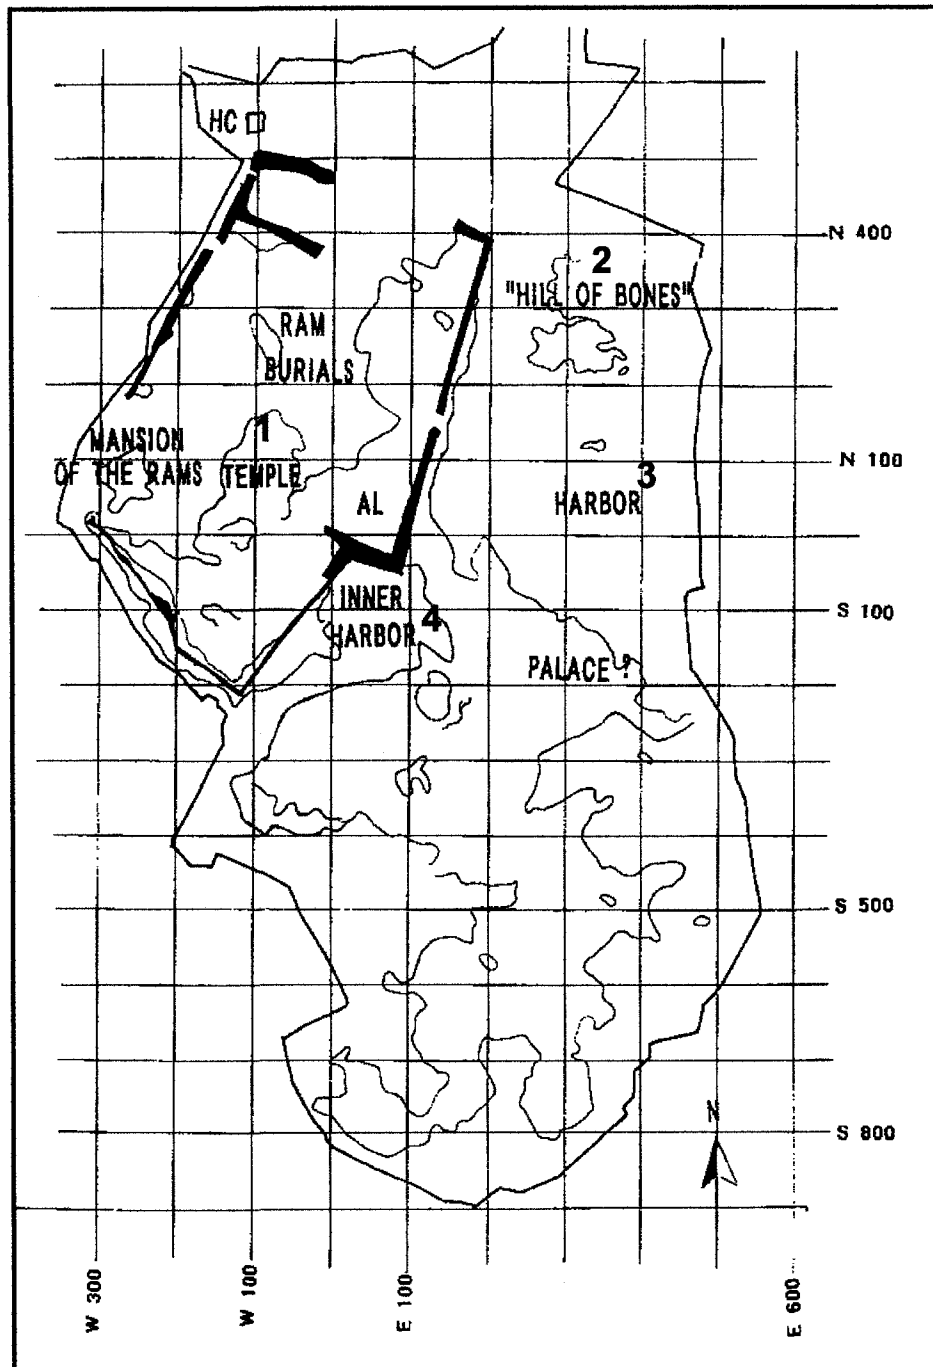 HC
N 400
2
"HILL OF BONES"
RAM
BURIALS
1
MANSION
OF THE RAMS
TEMPLE
N 100
3
HARBOR
AL
S 100
INNER
HARBOR
4
PALACE ?
S 500
N
S 800
W 300
W 100
E 100
E 600